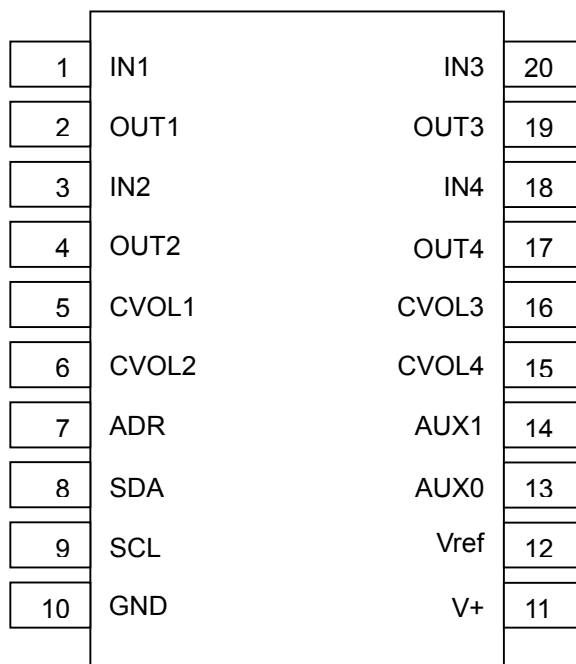 1 IN1 IN3 20
2 OUT1 OUT3 19
3 IN2 IN4 18
4 OUT2 OUT4 17
5 CVOL1 CVOL3 16
6 CVOL2 CVOL4 15
7 ADR AUX1 14
8 SDA AUX0 13
9 SCL Vref 12
10 GND V+ 11